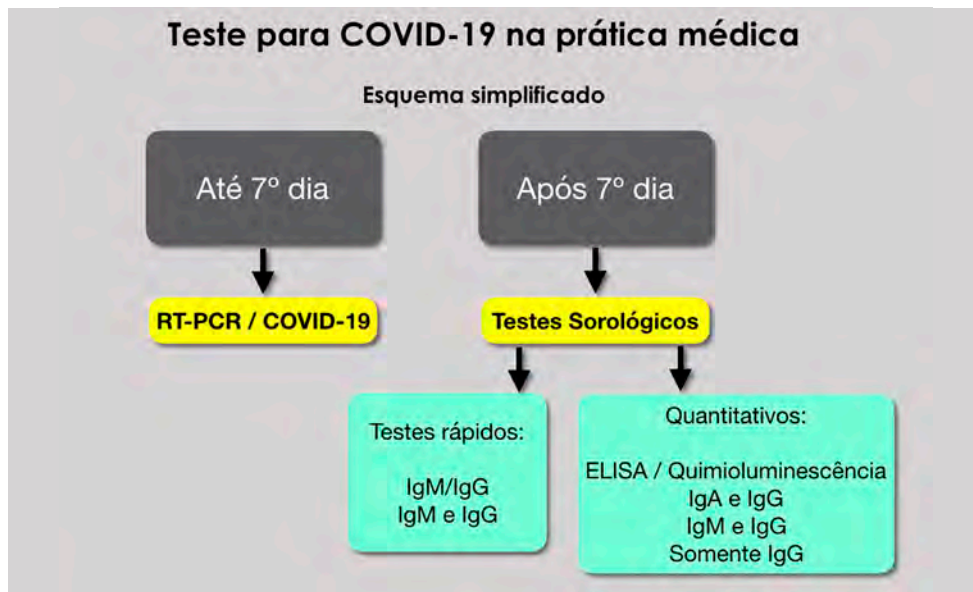 Teste para COVID-19 na prática médica
Esquema simplificado
Até 7º dia
Após 7º dia
RT-PCR / COVID-19
Testes Sorológicos
Testes rápidos:
IgM/IgG
IgM e IgG
Quantitativos:
ELISA / Quimioluminescência
IgA e IgG
IgM e IgG
Somente IgG